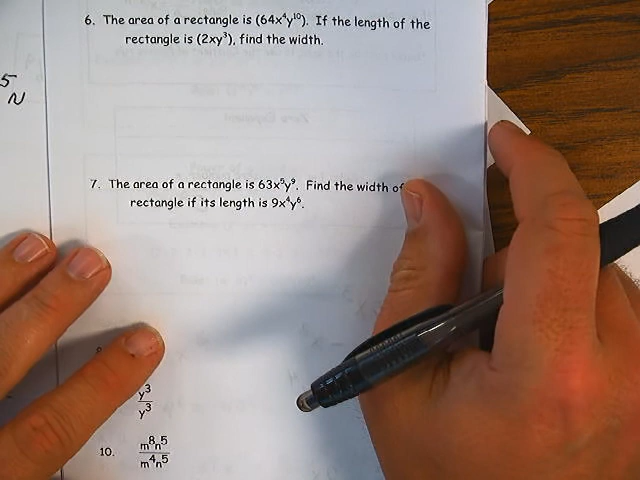 6. The area of a rectangle is (64x⁴y¹⁰). If the length of the
rectangle is (2xy³), find the width.
5
N
7. The area of a rectangle is 63x⁵y⁹. Find the width of
rectangle if its length is 9x⁴y⁶.
y³
y³
10. m⁸n⁵
m⁴n⁵